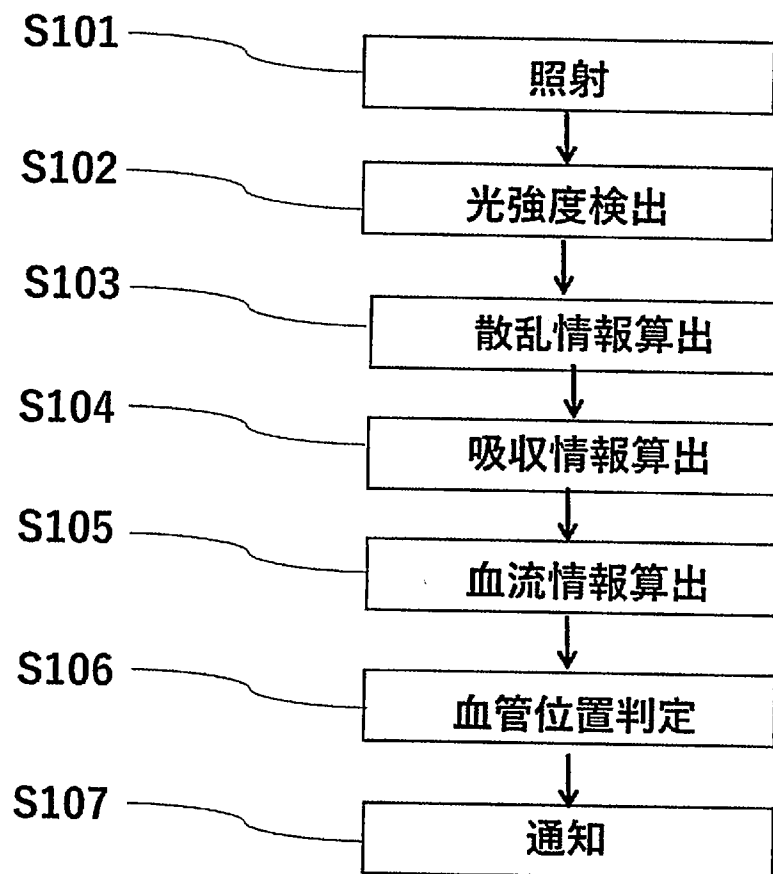 S101
照射
S102
光強度検出
S103
散乱情報算出
S104
吸収情報算出
S105
血流情報算出
S106
血管位置判定
S107
通知